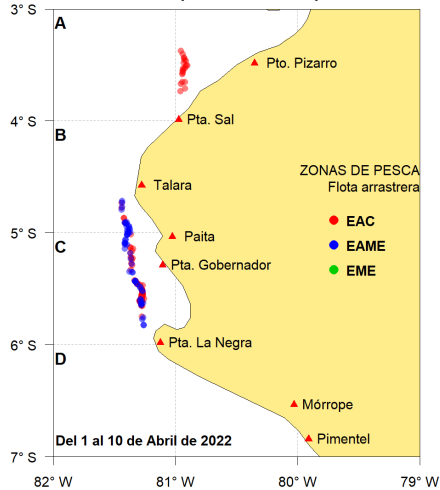 3° S
A
Pto. Pizarro
4° S
Pta. Sal
B
ZONAS DE PESCA
Flota arrastrera
Talara
EAC
5° S
Paita
EAME
C
Pta. Gobernador
EME
6° S
Pta. La Negra
D
Mórrope
Del 1 al 10 de Abril de 2022
Pimentel
7° S
82° W
81° W
80° W
79° W